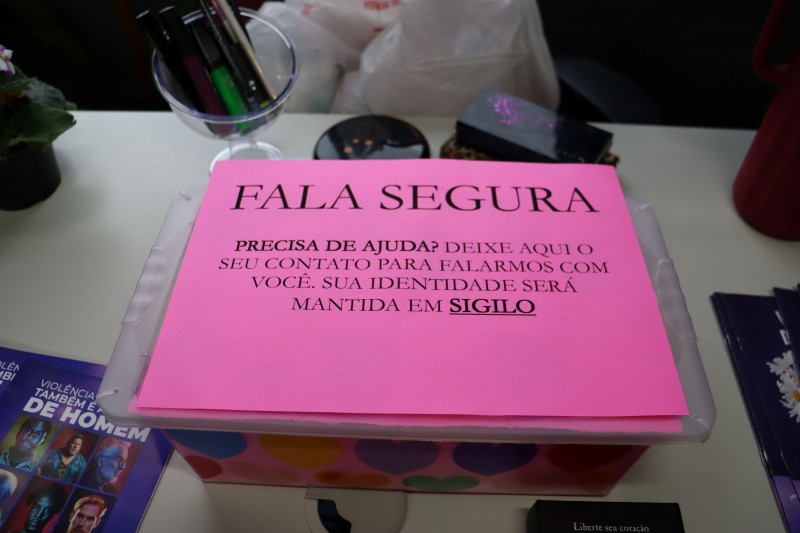 FALA SEGURA
PRECISA DE AJUDA? DEIXE AQUI O
SEU CONTATO PARA FALARMOS COM
VOCÊ. SUA IDENTIDADE SERÁ
MANTIDA EM SIGILO
VIOLÊNCIA
TAMBÉM É
DE HOMEM
Liberte seu coração